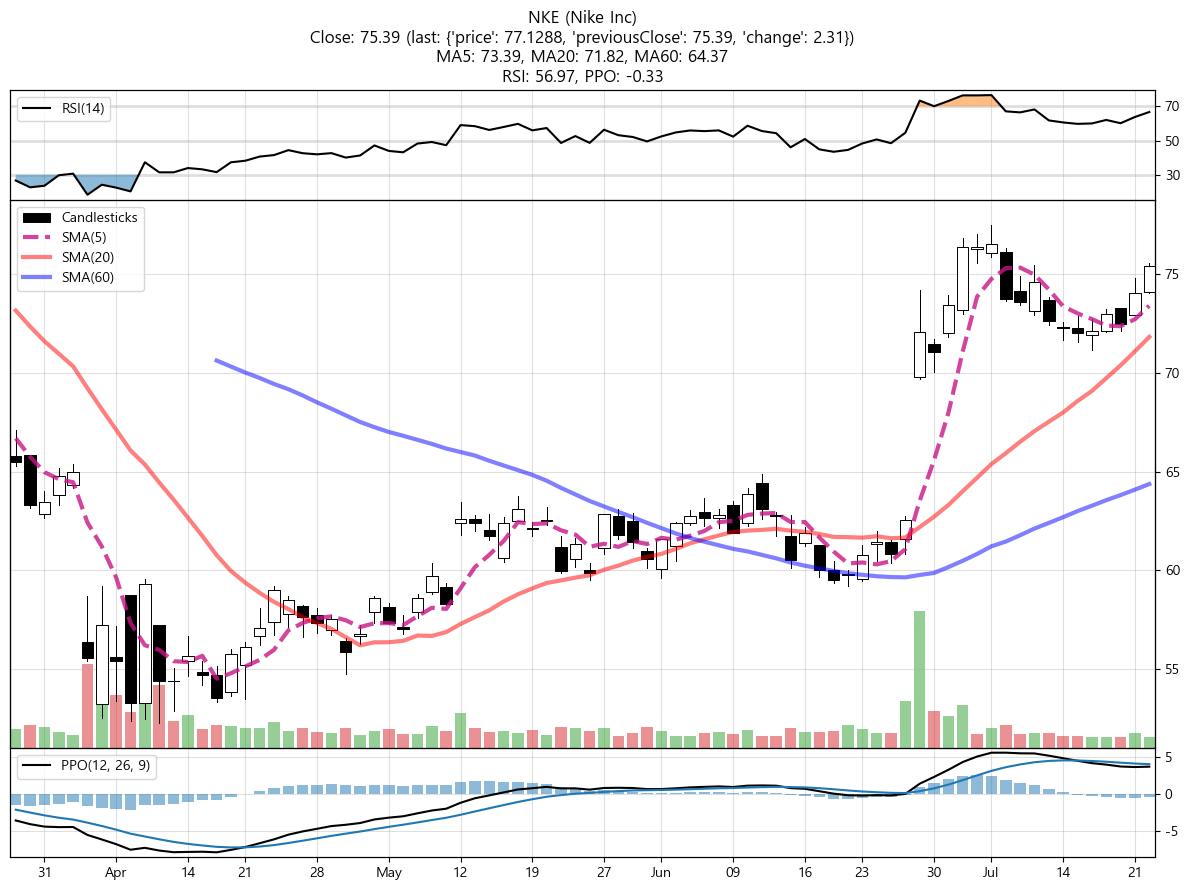 NKE (Nike Inc)
Close: 75.39 (last: {'price': 77.1288, 'previousClose': 75.39, 'change': 2.31})
MA5: 73.39, MA20: 71.82, MA60: 64.37
RSI: 56.97, PPO: -0.33
RSI(14)
70
50
30
Candlesticks
SMA(5)
SMA(20)
SMA(60)
75
70
65
60
55
PPO(12, 26, 9)
5
0
-5
31 Apr 14 21 28 May 12 19 27 Jun 09 16 23 30 Jul 14 21